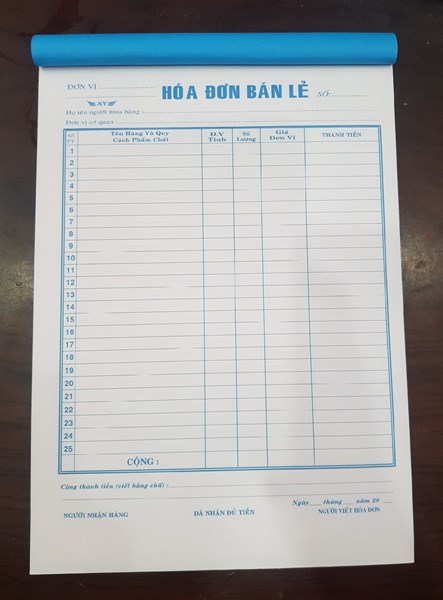 ĐƠN VỊ
HÓA ĐƠN BÁN LẺ
SỐ:
NV
Họ tên người mua hàng :
Đơn vị cơ quan :
Số TT
Tên Hàng Và Quy Cách Phẩm Chất
Đ.V Tính
Số Lượng
Giá Đơn Vị
THÀNH TIỀN
1
2
3
4
5
6
7
8
9
10
11
12
13
14
15
16
17
18
19
20
21
22
23
24
25
CỘNG :
Cộng thành tiền (viết bằng chữ) :
Ngày tháng năm 20
NGƯỜI NHẬN HÀNG
ĐÃ NHẬN ĐỦ TIỀN
NGƯỜI VIẾT HÓA ĐƠN